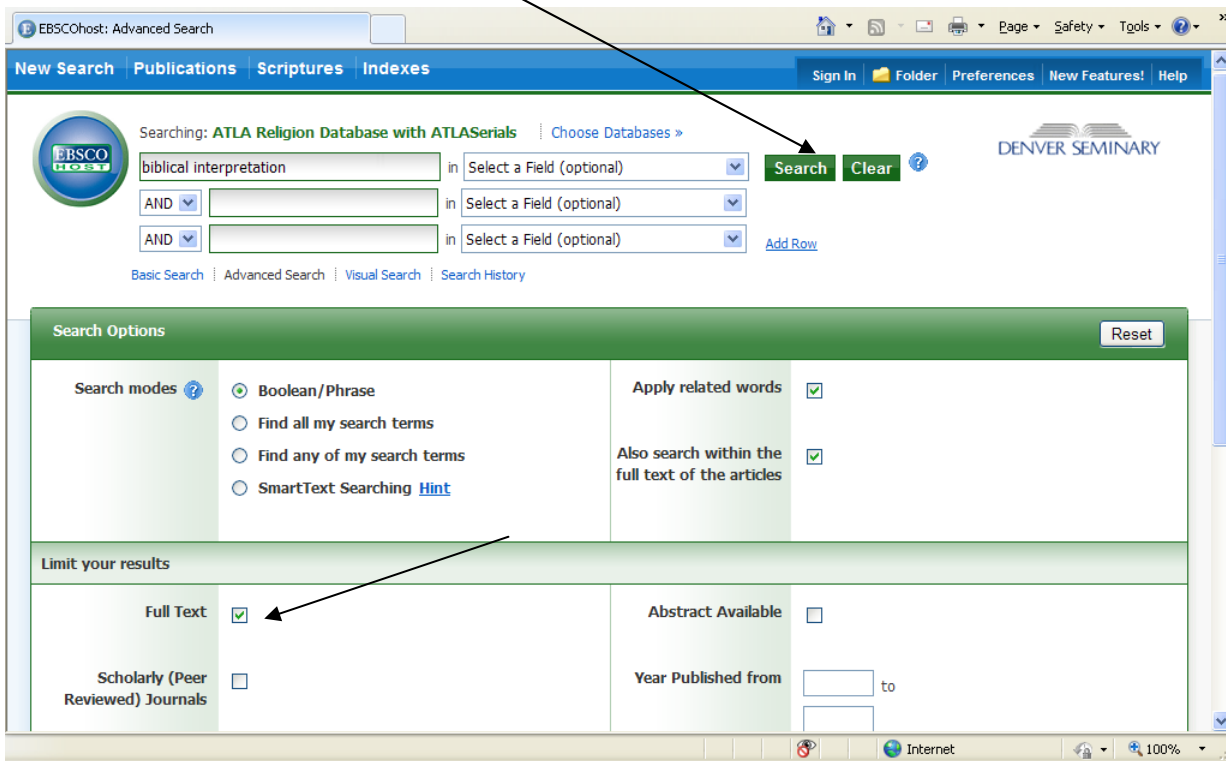 EBSCOhost: Advanced Search
Page Safety Tools
»
New Search Publications Scriptures Indexes
Sign In Folder Preferences New Features! Help
Searching: ATLA Religion Database with ATLASerials Choose Databases »
EBSCO
HOST
DENVER SEMINARY
biblical interpretation in Select a Field (optional) Search Clear ?
AND in Select a Field (optional)
AND in Select a Field (optional) Add Row
Basic Search Advanced Search Visual Search Search History
Search Options Reset
Search modes ? Boolean/Phrase
Find all my search terms
Find any of my search terms
SmartText Searching Hint
Apply related words
Also search within the
full text of the articles
Limit your results
Full Text
Abstract Available
Scholarly (Peer
Reviewed) Journals
Year Published from to
Internet 100%